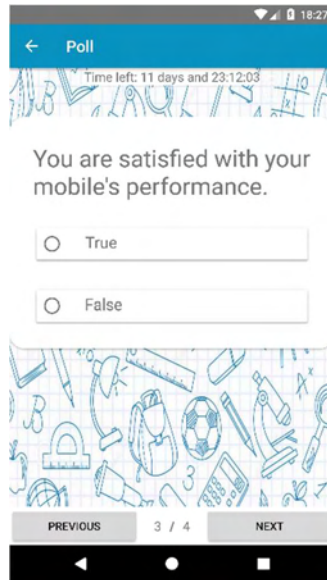 18:27
Poll
Time left: 11 days and 23:12:03
You are satisfied with your
mobile's performance.
True
False
PREVIOUS
3 / 4
NEXT